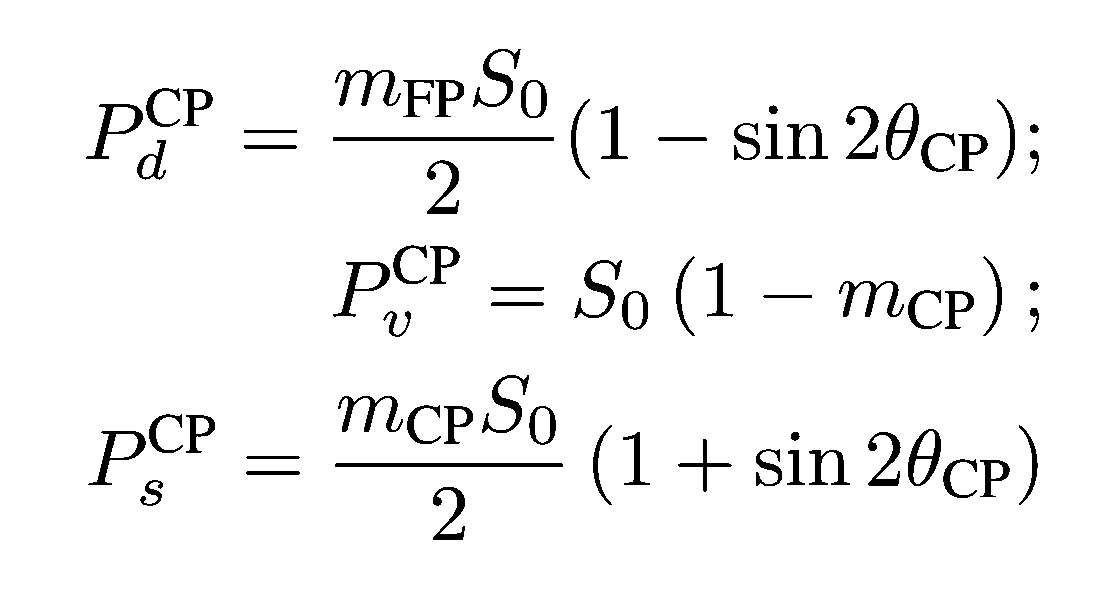 P_d^{CP} = \frac{m_{FP} S_0}{2} (1 - \sin 2\theta_{CP});
P_v^{CP} = S_0 (1 - m_{CP});
P_s^{CP} = \frac{m_{CP} S_0}{2} (1 + \sin 2\theta_{CP})